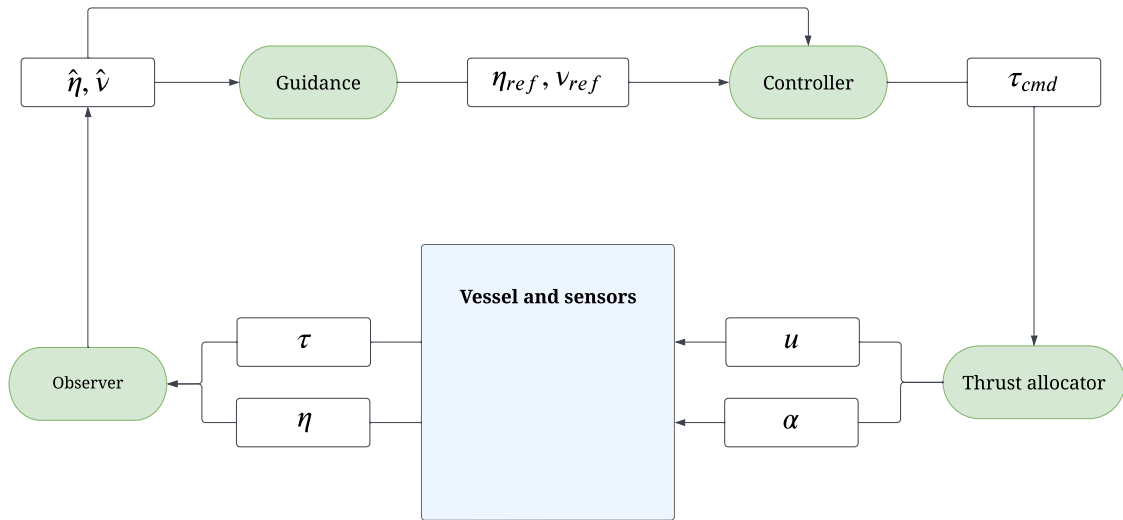 η̂, ν̂
Guidance
η_ref, ν_ref
Controller
τ_cmd
Vessel and sensors
τ
u
Observer
Thrust allocator
η
α